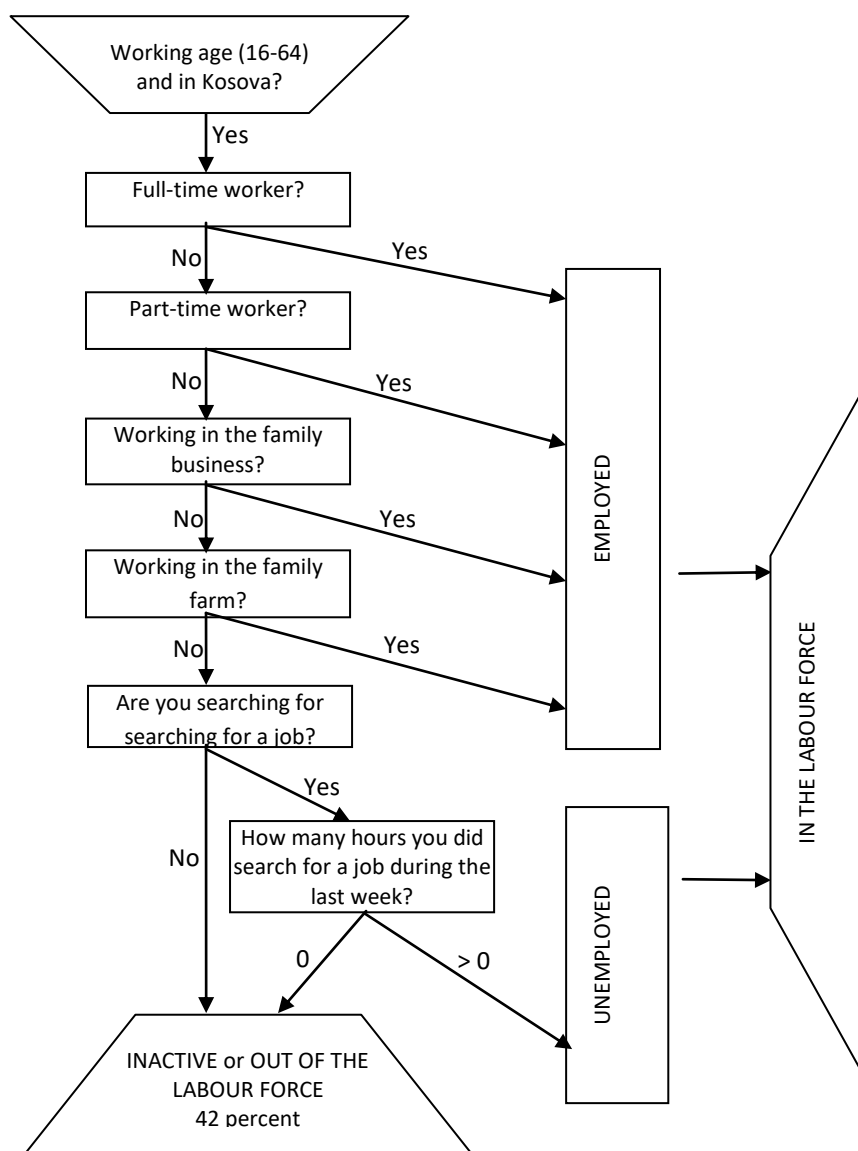 Working age (16-64)
and in Kosova?
Yes
Full-time worker?
No
Yes
Part-time worker?
No
Yes
Working in the family
business?
No
Yes
Working in the family
farm?
No
Yes
Are you searching for
searching for a job?
Yes
No
How many hours you did
search for a job during the
last week?
0
> 0
EMPLOYED
UNEMPLOYED
IN THE LABOUR FORCE
INACTIVE or OUT OF THE
LABOUR FORCE
42 percent